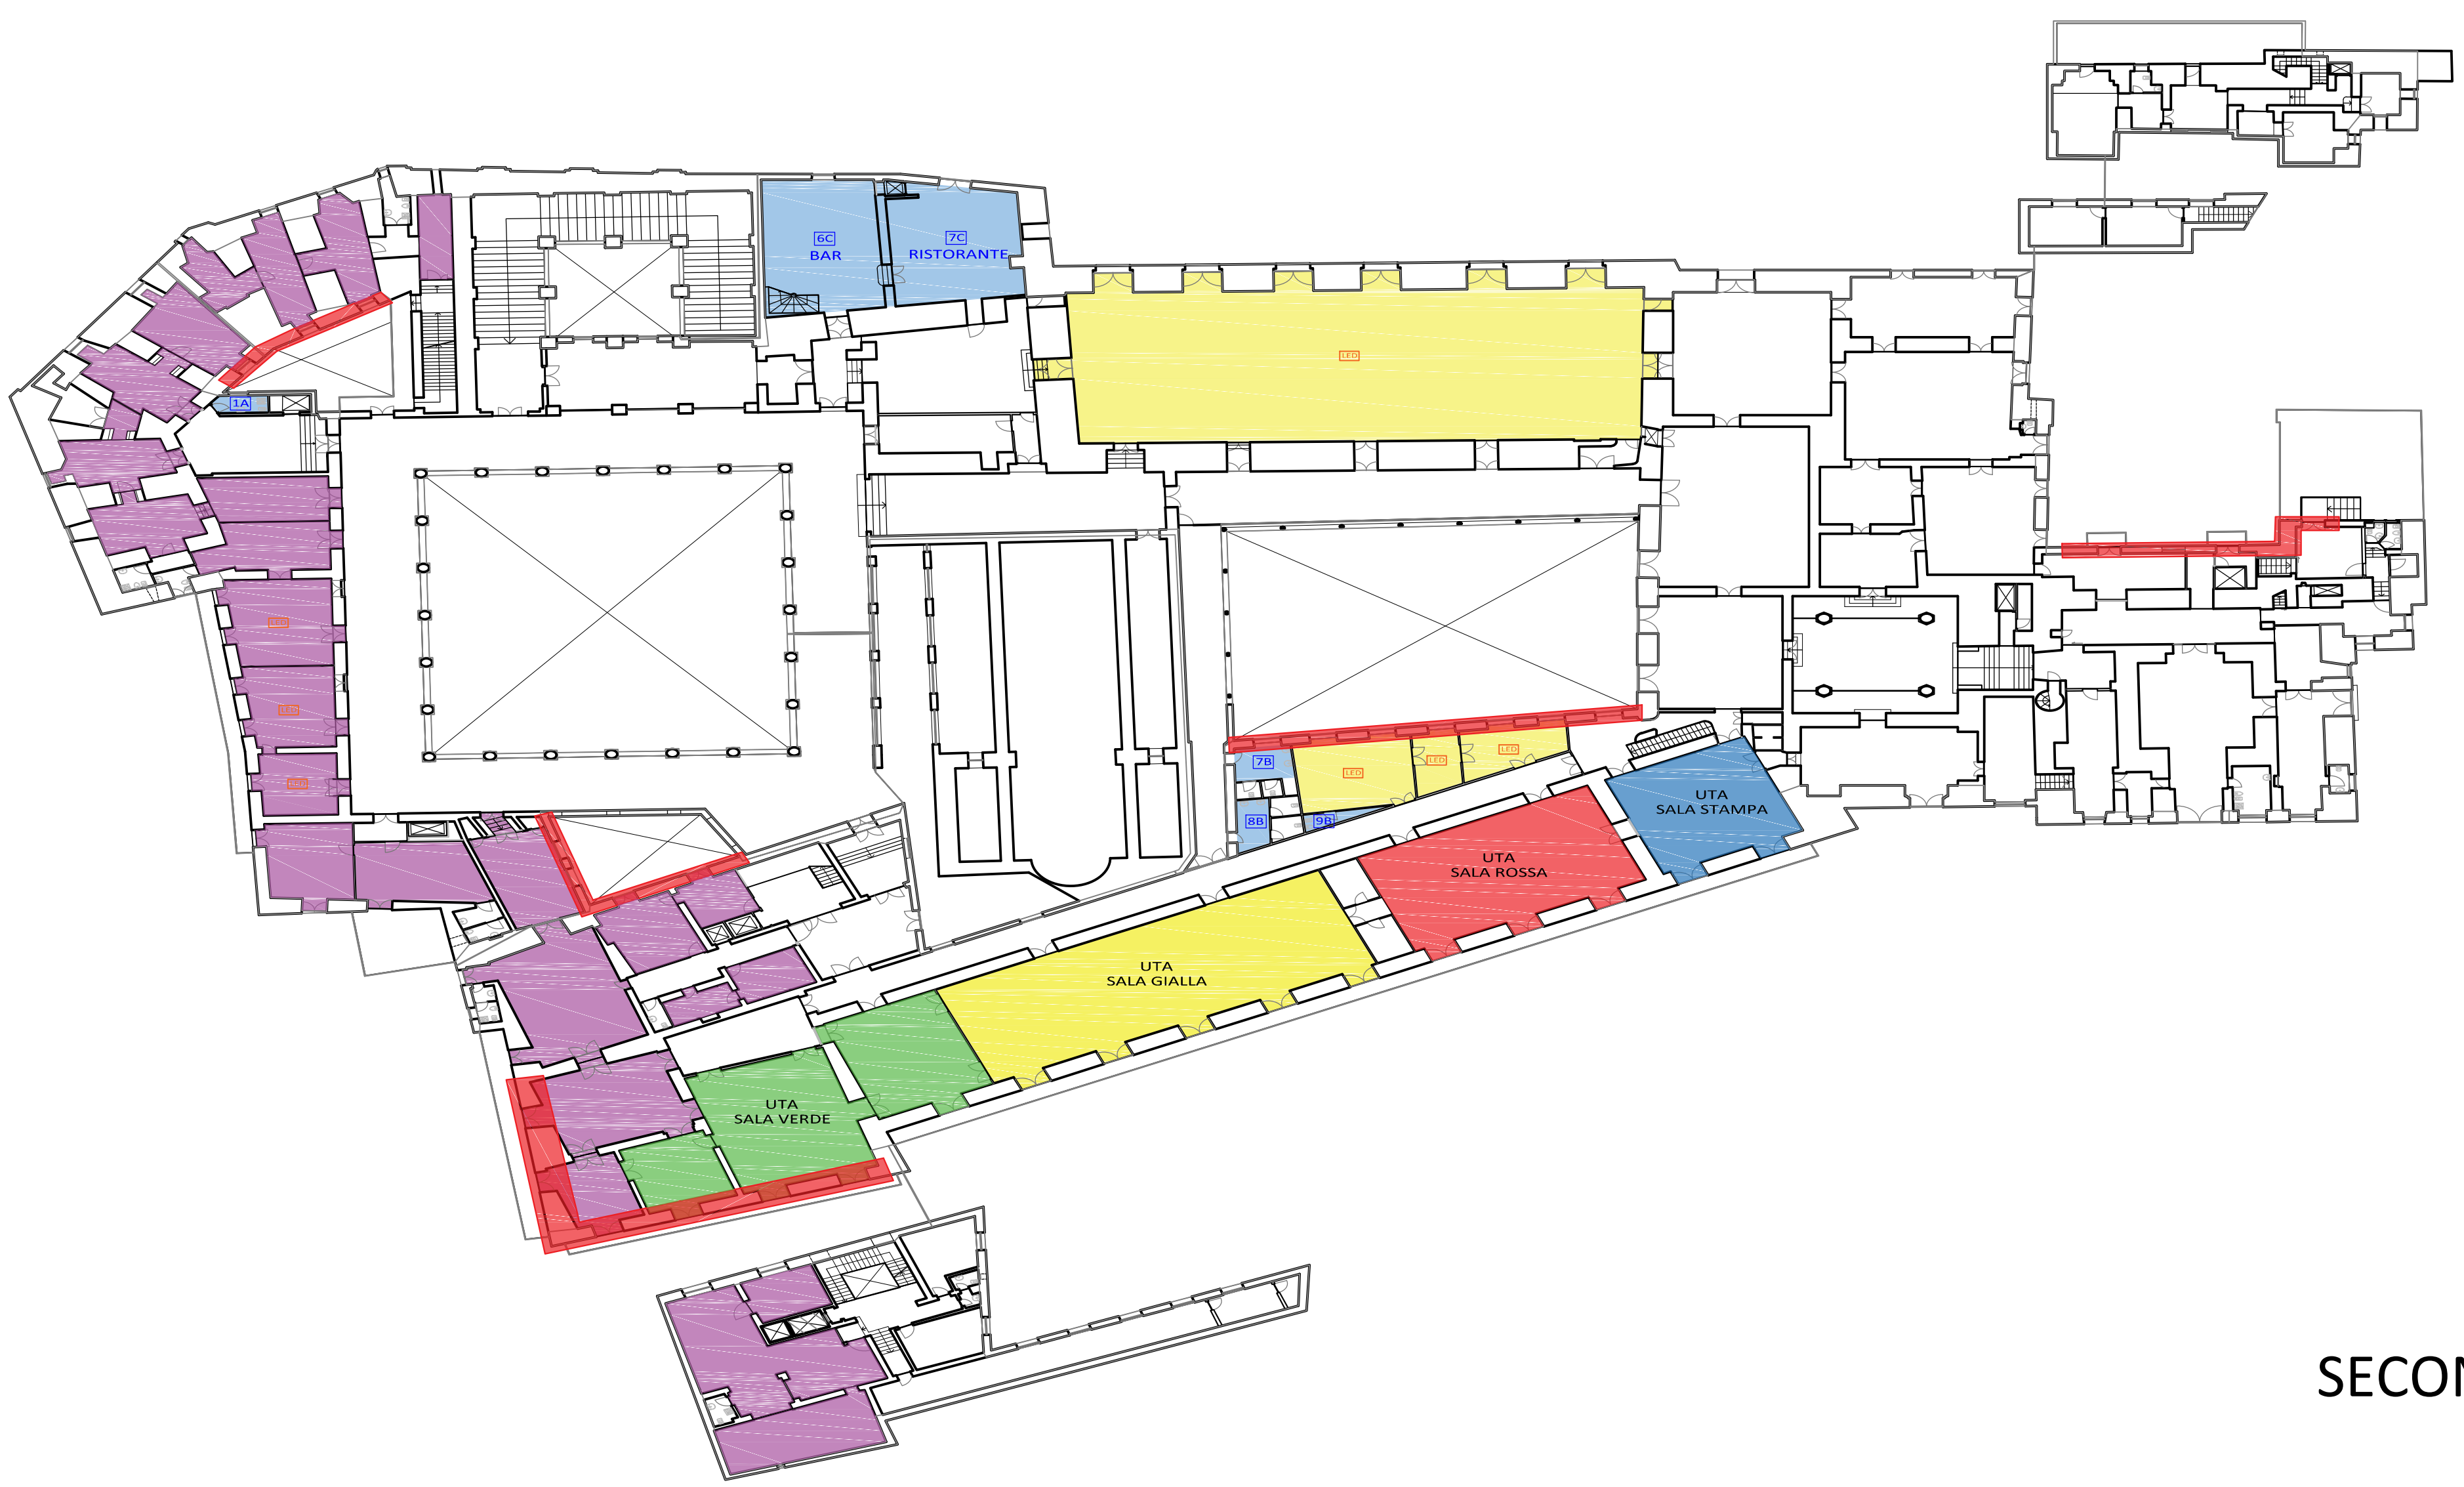 6C
BAR
7C
RISTORANTE
LED
1A
LED
LED
LED
7B
LED
LED
LED
8B
9B
UTA
SALA STAMPA
UTA
SALA ROSSA
UTA
SALA GIALLA
UTA
SALA VERDE
SECON